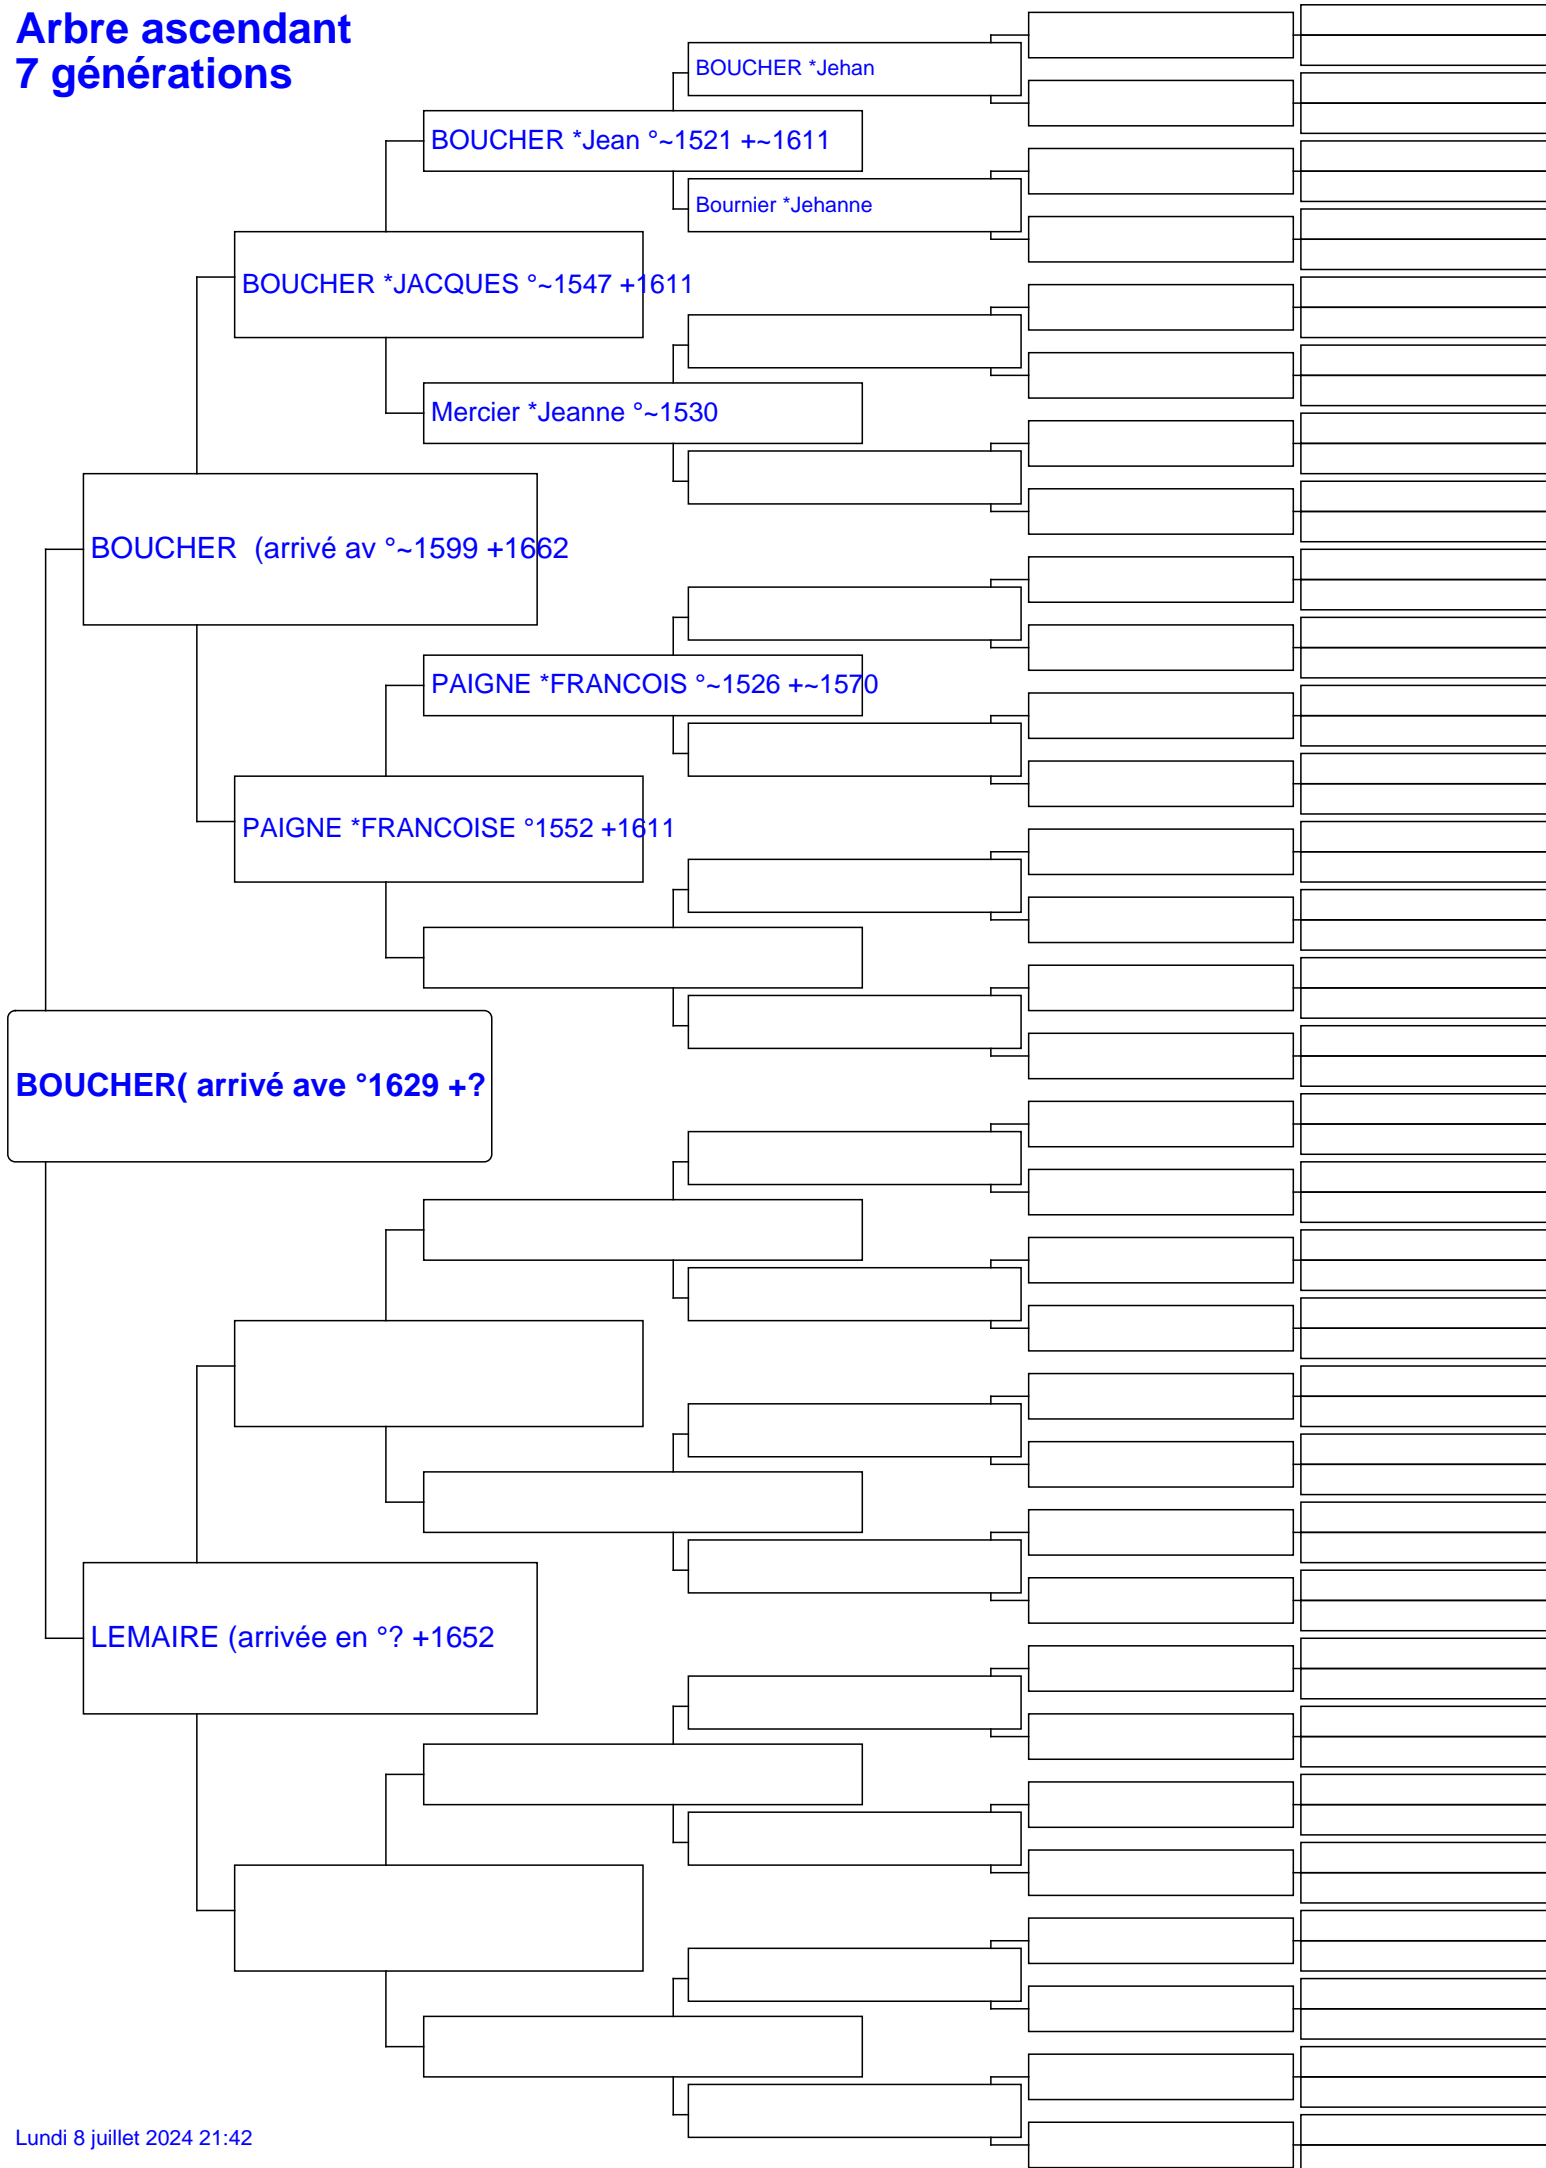 Arbre ascendant
7 générations
BOUCHER *Jehan
BOUCHER *Jean °~1521 +~1611
Bournier *Jehanne
BOUCHER *JACQUES °~1547 +1611
Mercier *Jeanne °~1530
BOUCHER  (arrivé av °~1599 +1662
PAIGNE *FRANCOIS °~1526 +~1570
PAIGNE *FRANCOISE °1552 +1611
BOUCHER( arrivé ave °1629 +?
LEMAIRE (arrivée en °? +1652
Lundi 8 juillet 2024 21:42